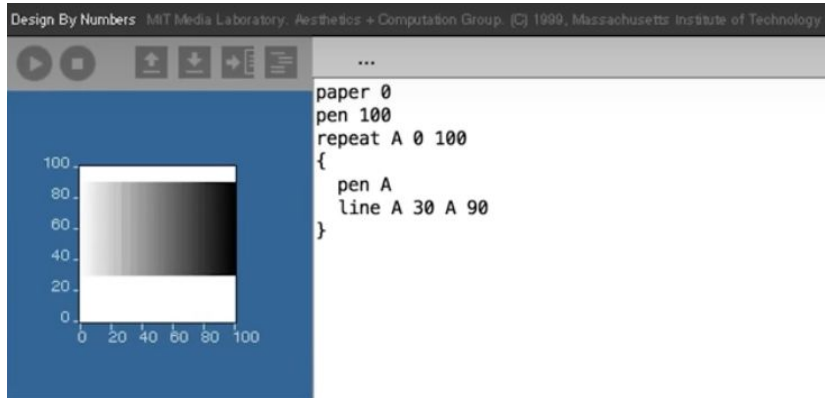 Design By Numbers MIT Media Laboratory. Aesthetics + Computation Group. (C) 1999, Massachusetts Institute of Technology
...
paper 0
pen 100
repeat A 0 100
{
pen A
line A 30 A 90
}
100
80
60
40
20
0
0 20 40 60 80 100